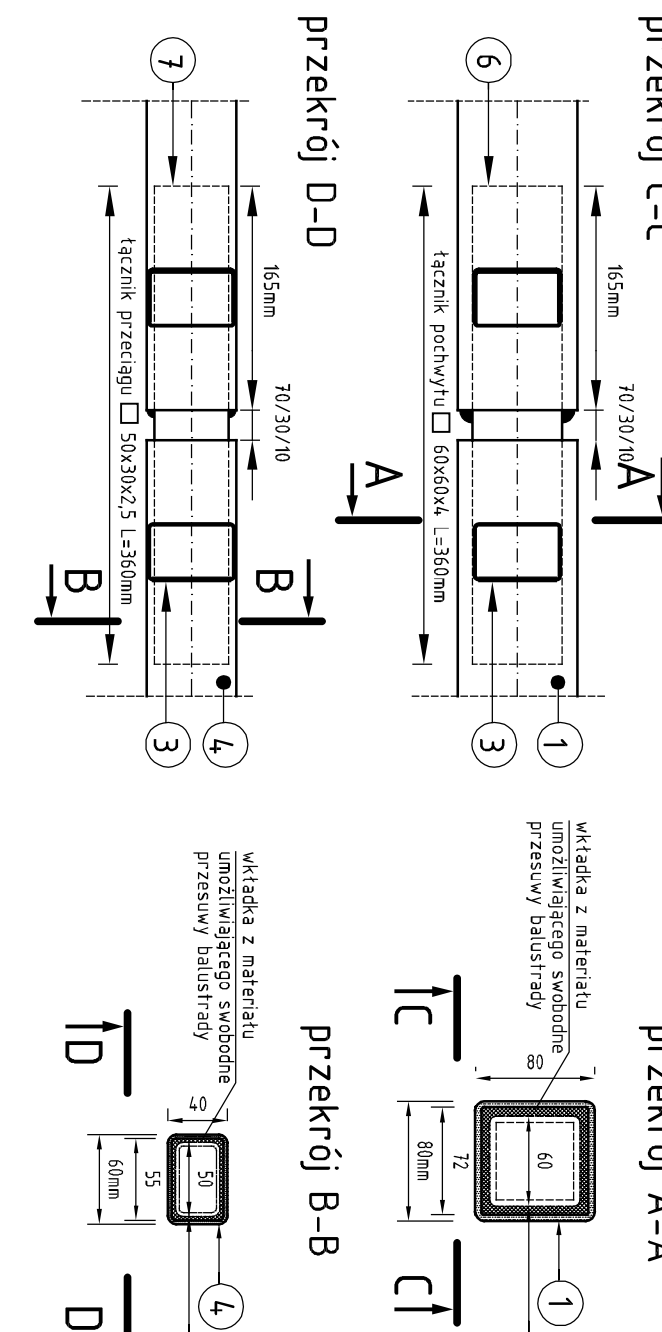 przekrój C-C
70/30/10
165mm
A
A
6
łącznik pochwytu □ 60x60x4 L=360mm
1
3
przekrój D-D
70/30/10
165mm
B
B
7
łącznik przeciągu □ 50x30x2,5 L=360mm
4
3
przekrój A-A
wkładka z materiału
umożliwiającego swobodne
przesuwy balustrady
C
C
80
60
72
80mm
1
przekrój B-B
wkładka z materiału
umożliwiającego swobodne
przesuwy balustrady
D
D
40
50
55
60mm
4